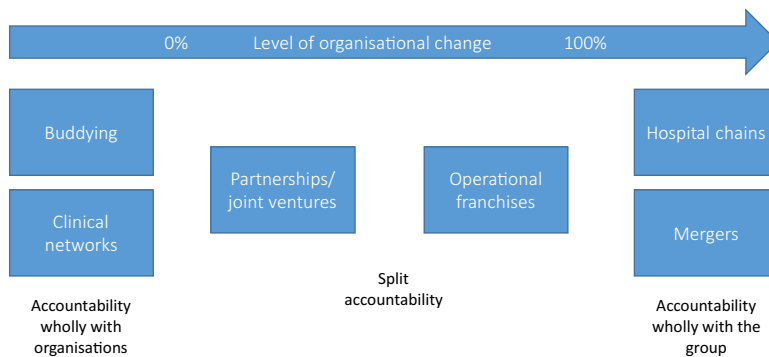 0% Level of organisational change 100%
Buddying
Hospital chains
Partnerships/
joint ventures
Operational
franchises
Clinical
networks
Mergers
Split
accountability
Accountability
wholly with
organisations
Accountability
wholly with the
group